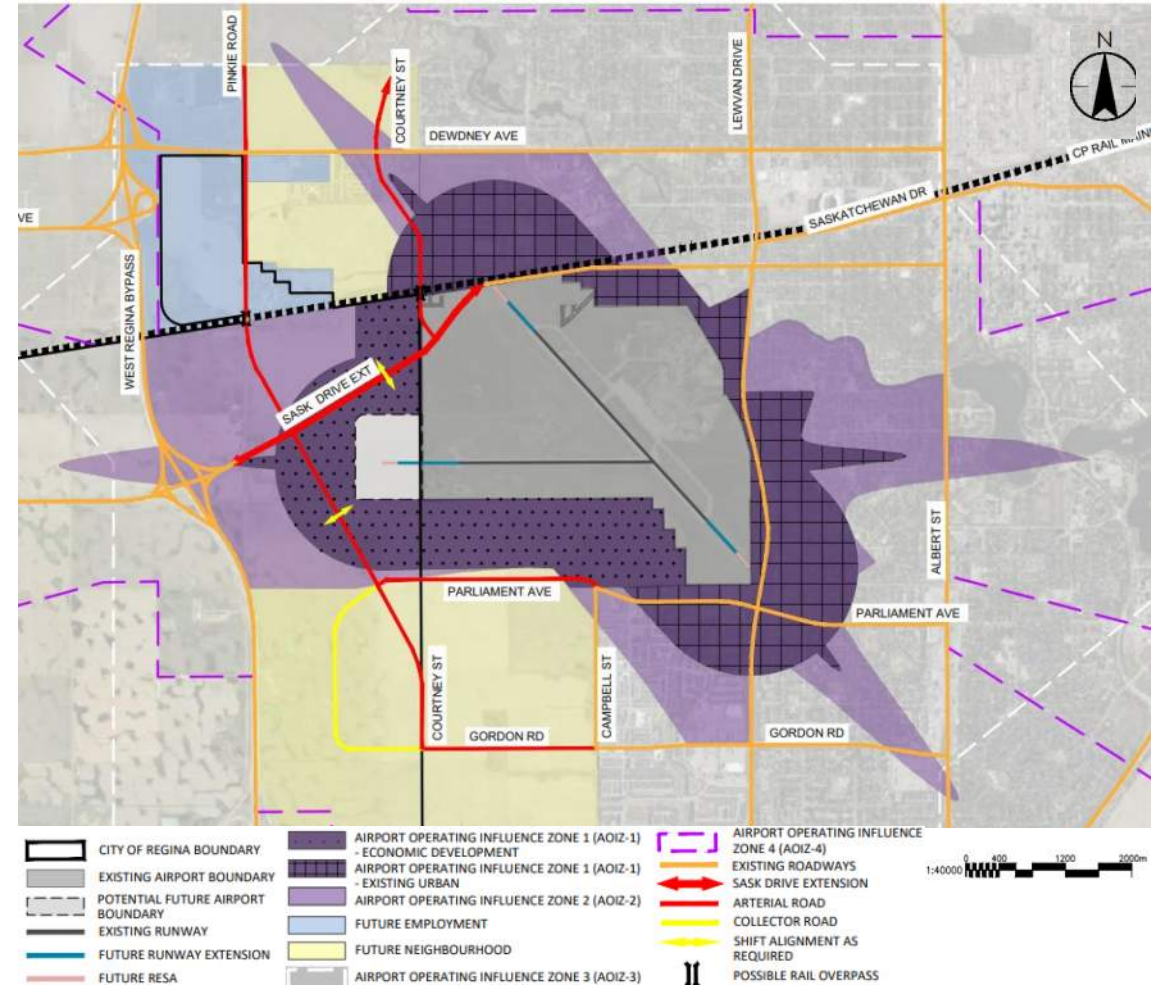 PINKIE ROAD
COURTNEY ST
LEWVAN DRIVE
N
DEWDNEY AVE
CP RAIL
SASKATCHEWAN DR
VE
WEST REGINA BYPASS
SASK DRIVE EXT
ALBERT ST
PARLIAMENT AVE
PARLIAMENT AVE
COURTNEY ST
CAMPBELL ST
GORDON RD
GORDON RD
CITY OF REGINA BOUNDARY
EXISTING AIRPORT BOUNDARY
POTENTIAL FUTURE AIRPORT
BOUNDARY
EXISTING RUNWAY
FUTURE RUNWAY EXTENSION
FUTURE RESA
AIRPORT OPERATING INFLUENCE ZONE 1 (AOIZ-1)
- ECONOMIC DEVELOPMENT
AIRPORT OPERATING INFLUENCE ZONE 1 (AOIZ-1)
- EXISTING URBAN
AIRPORT OPERATING INFLUENCE ZONE 2 (AOIZ-2)
FUTURE EMPLOYMENT
FUTURE NEIGHBOURHOOD
AIRPORT OPERATING INFLUENCE ZONE 3 (AOIZ-3)
AIRPORT OPERATING INFLUENCE
ZONE 4 (AOIZ-4)
EXISTING ROADWAYS
SASK DRIVE EXTENSION
ARTERIAL ROAD
COLLECTOR ROAD
SHIFT ALIGNMENT AS
REQUIRED
POSSIBLE RAIL OVERPASS
1:40000
0 400 800 1200 2000m